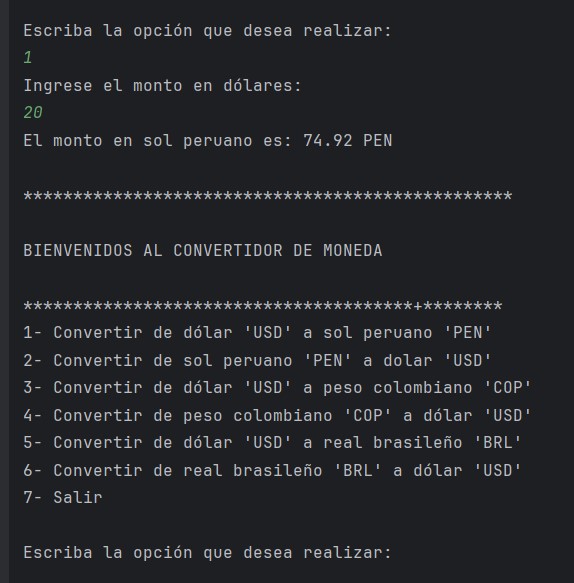 Escriba la opción que desea realizar:
1
Ingrese el monto en dólares:
20
El monto en sol peruano es: 74.92 PEN
*************************************************
BIENVENIDOS AL CONVERTIDOR DE MONEDA
***************************************+********
1- Convertir de dólar 'USD' a sol peruano 'PEN'
2- Convertir de sol peruano 'PEN' a dolar 'USD'
3- Convertir de dólar 'USD' a peso colombiano 'COP'
4- Convertir de peso colombiano 'COP' a dólar 'USD'
5- Convertir de dólar 'USD' a real brasileño 'BRL'
6- Convertir de real brasileño 'BRL' a dólar 'USD'
7- Salir
Escriba la opción que desea realizar: